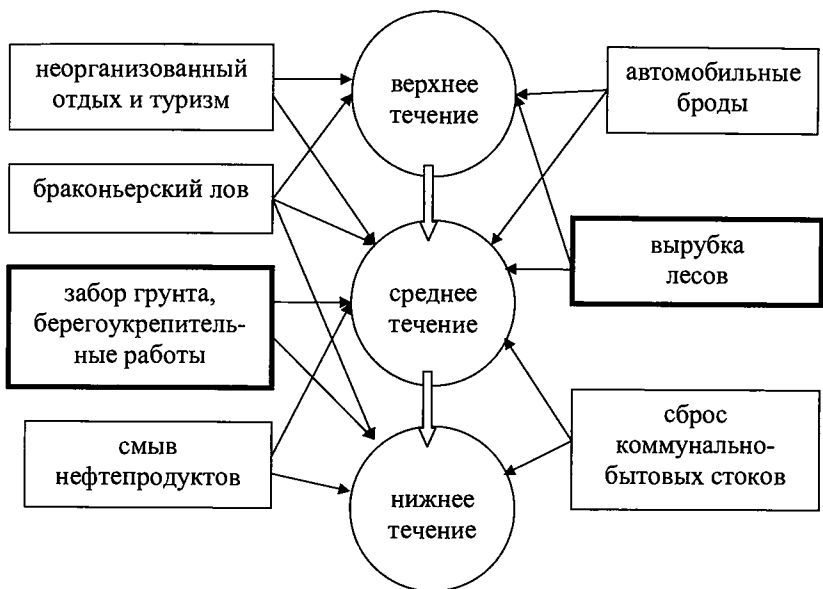 неорганизованный
отдых и туризм
верхнее
течение
автомобильные
броды
браконьерский лов
вырубка
лесов
забор грунта,
берегоукрепитель-
ные работы
среднее
течение
смыв
нефтепродуктов
сброс
коммунально-
бытовых стоков
нижнее
течение